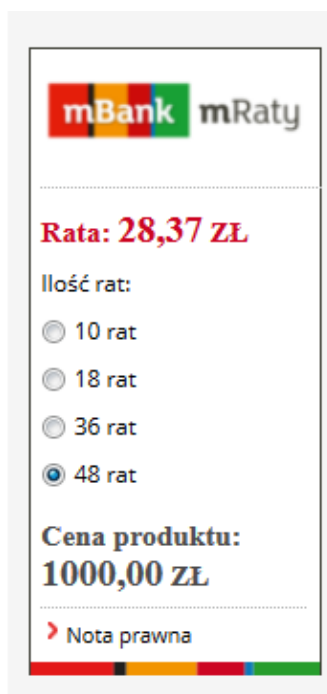 mBank mRaty
Rata: 28,37 ZŁ
Ilość rat:
10 rat
18 rat
36 rat
48 rat
Cena produktu:
1000,00 ZŁ
Nota prawna